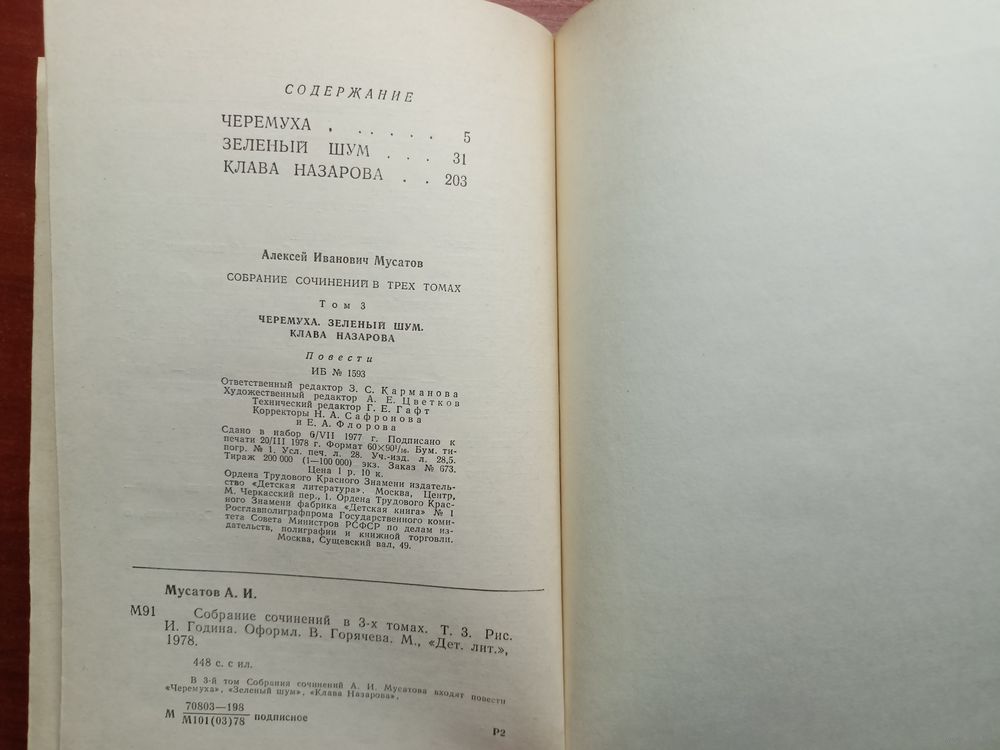 СОДЕРЖАНИЕ
ЧЕРЕМУХА . . . . . . 5
ЗЕЛЕНЫЙ ШУМ . . . 31
КЛАВА НАЗАРОВА . . 203
Алексей Иванович Мусатов
СОБРАНИЕ СОЧИНЕНИЙ В ТРЕХ ТОМАХ
Том 3
ЧЕРЕМУХА. ЗЕЛЕНЫЙ ШУМ.
КЛАВА НАЗАРОВА
Повести
ИБ № 1593
Ответственный редактор З. С. Карманова
Художественный редактор А. Е. Цветков
Технический редактор Г. Е. Гафт
Корректоры Н. А. Сафронова
и Е. А. Флорова
Сдано в набор 6/VII 1977 г. Подписано к
печати 20/III 1978 г. Формат 60×90¹/₁₆. Бум. ти-
погр. № 1. Усл. печ. л. 28. Уч.-изд. л. 28,5.
Тираж 200 000 (1—100 000) экз. Заказ № 673.
Цена 1 р. 10 к.
Ордена Трудового Красного Знамени издатель-
ство «Детская литература». Москва, Центр,
М. Черкасский пер., 1. Ордена Трудового Крас-
ного Знамени фабрика «Детская книга» № 1
Росглавполиграфпрома Государственного коми-
тета Совета Министров РСФСР по делам из-
дательств, полиграфии и книжной торговли.
Москва, Сущевский вал, 49.
Мусатов А. И.
М91 Собрание сочинений в 3-х томах. Т. 3. Рис.
И. Година. Оформл. В. Горячева. М., «Дет. лит.»,
1978.
448 с. с ил.
В 3-й том Собрания сочинений А. И. Мусатова входят повести
«Черемуха», «Зеленый шум», «Клава Назарова».
70803—198
М М101(03)78 подписное
Р2